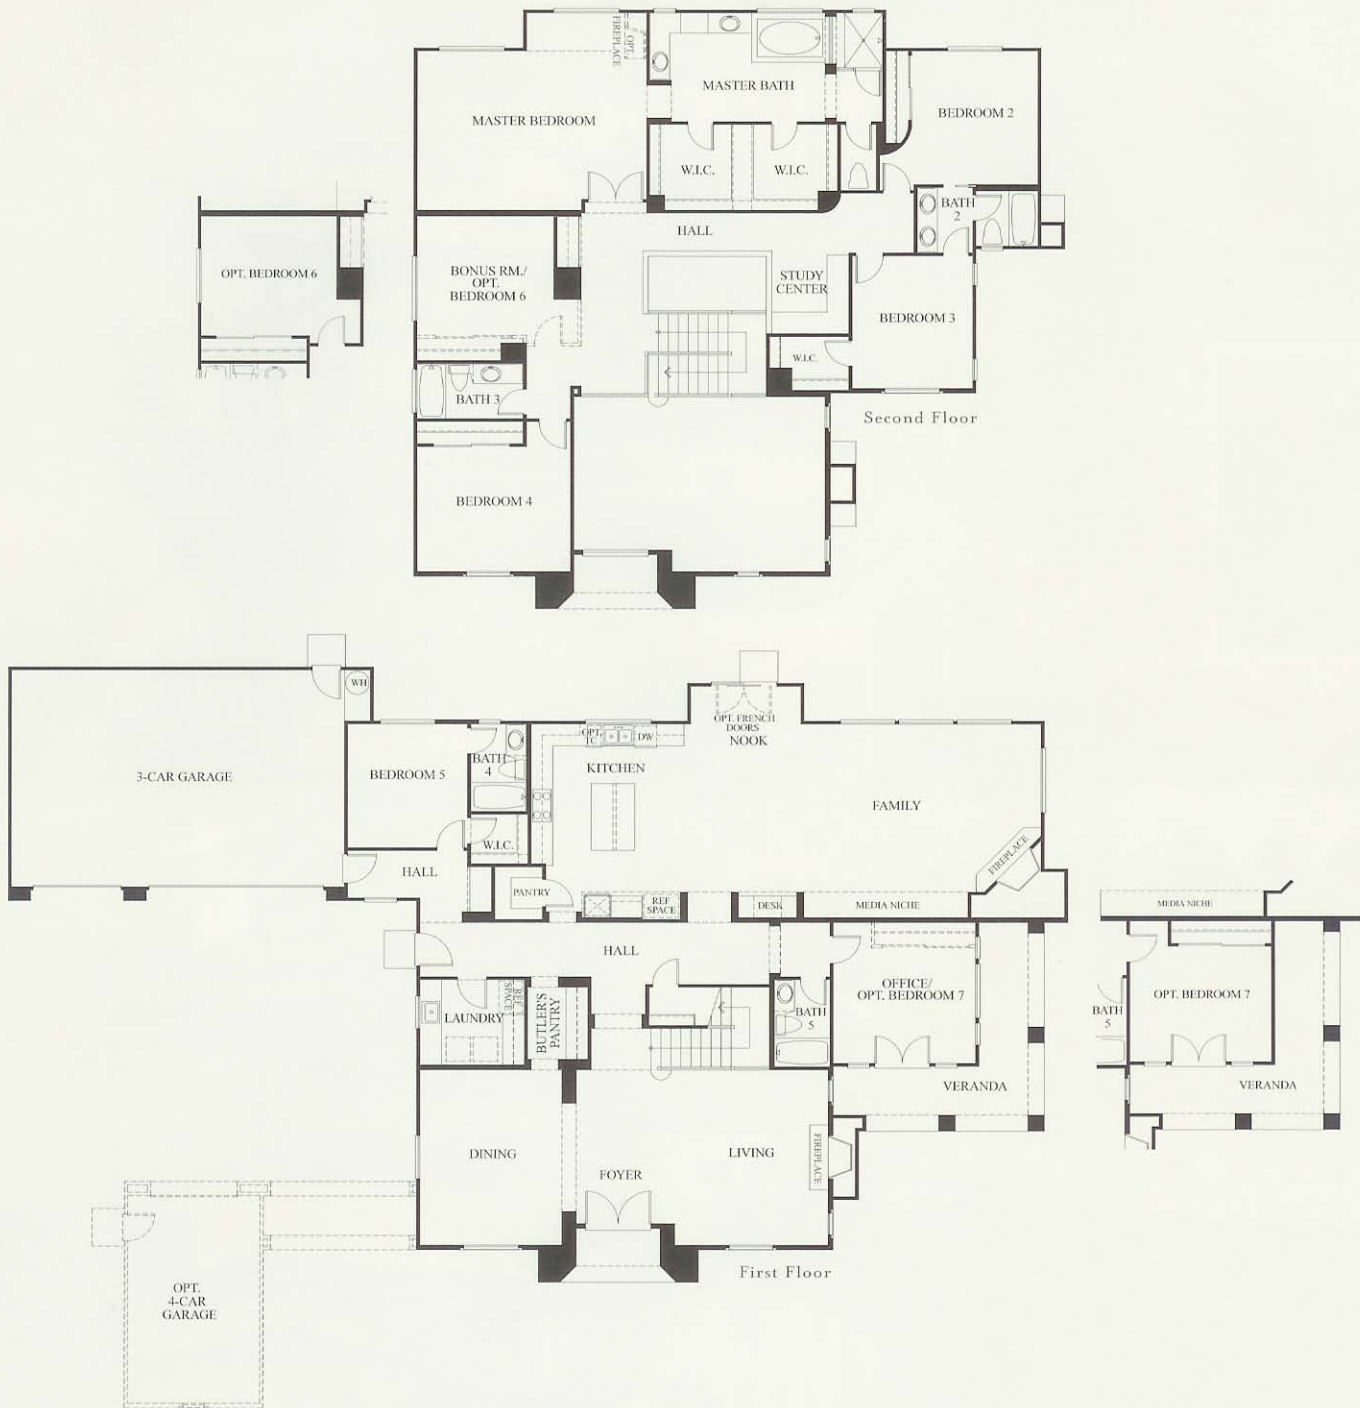 OPT.
FIREPLACE
MASTER BATH
MASTER BEDROOM
BEDROOM 2
W.I.C.
W.I.C.
BATH
2
HALL
OPT. BEDROOM 6
BONUS RM./
OPT.
BEDROOM 6
STUDY
CENTER
BEDROOM 3
W.I.C.
BATH 3
Second Floor
BEDROOM 4
WH
OPT. FRENCH
DOORS
NOOK
OPT.
TC
DW
3-CAR GARAGE
BEDROOM 5
BATH
4
KITCHEN
FAMILY
W.I.C.
FIREPLACE
HALL
PANTRY
REF
SPACE
DESK
MEDIA NICHE
MEDIA NICHE
HALL
OFFICE/
OPT. BEDROOM 7
OPT. BEDROOM 7
REF
SPACE
LAUNDRY
BUTLER'S
PANTRY
BATH
5
BATH
5
VERANDA
VERANDA
DINING
LIVING
FIREPLACE
FOYER
First Floor
OPT.
4-CAR
GARAGE